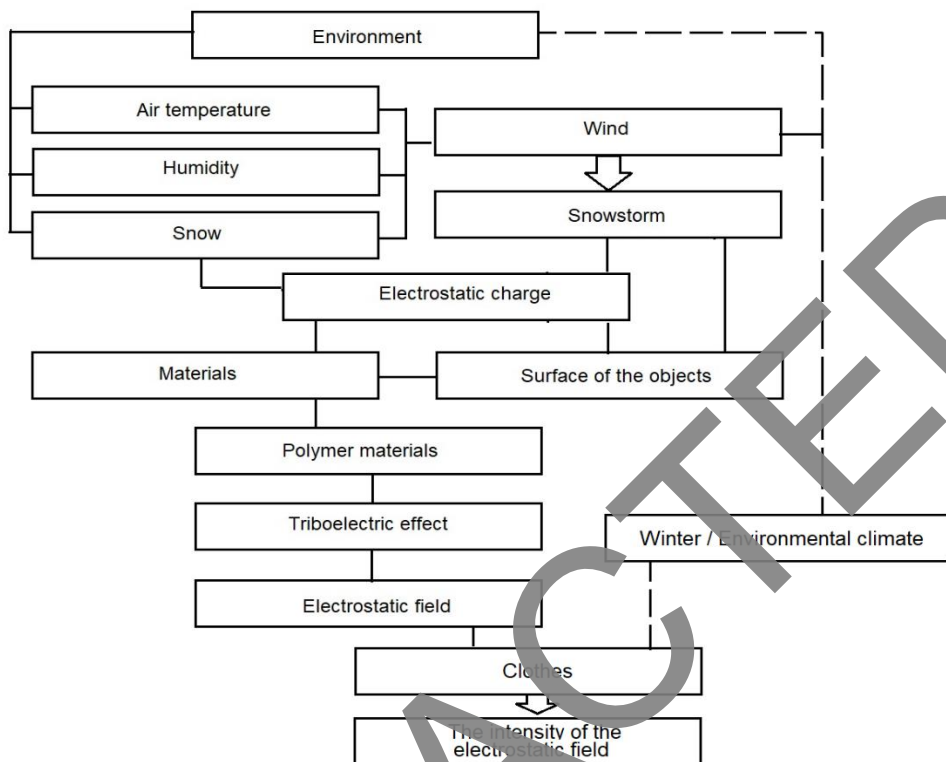 Environment
Air temperature
Wind
Humidity
Snowstorm
Snow
Electrostatic charge
Materials
Surface of the objects
Polymer materials
Triboelectric effect
Winter / Environmental climate
Electrostatic field
Clothes
The intensity of the
electrostatic field
ACTED